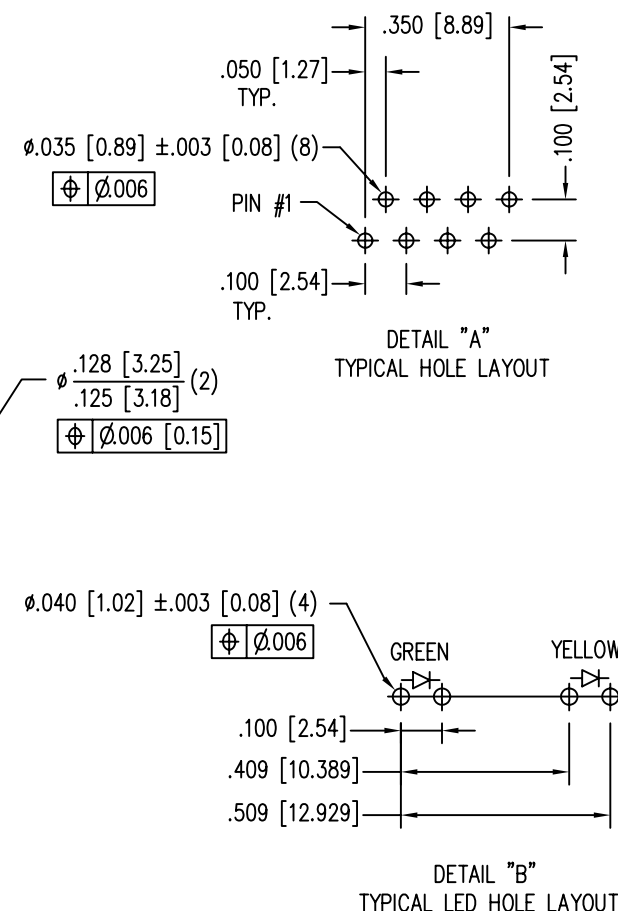 .350 [8.89]
.050 [1.27]
TYP.
.100 [2.54]
ø.035 [0.89] ±.003 [0.08] (8)
⌖ Ø.006
PIN #1
.100 [2.54]
TYP.
DETAIL "A"
TYPICAL HOLE LAYOUT
ø .128 [3.25]
.125 [3.18] (2)
⌖ Ø.006 [0.15]
ø.040 [1.02] ±.003 [0.08] (4)
⌖ Ø.006
GREEN YELLOW
.100 [2.54]
.409 [10.389]
.509 [12.929]
DETAIL "B"
TYPICAL LED HOLE LAYOUT